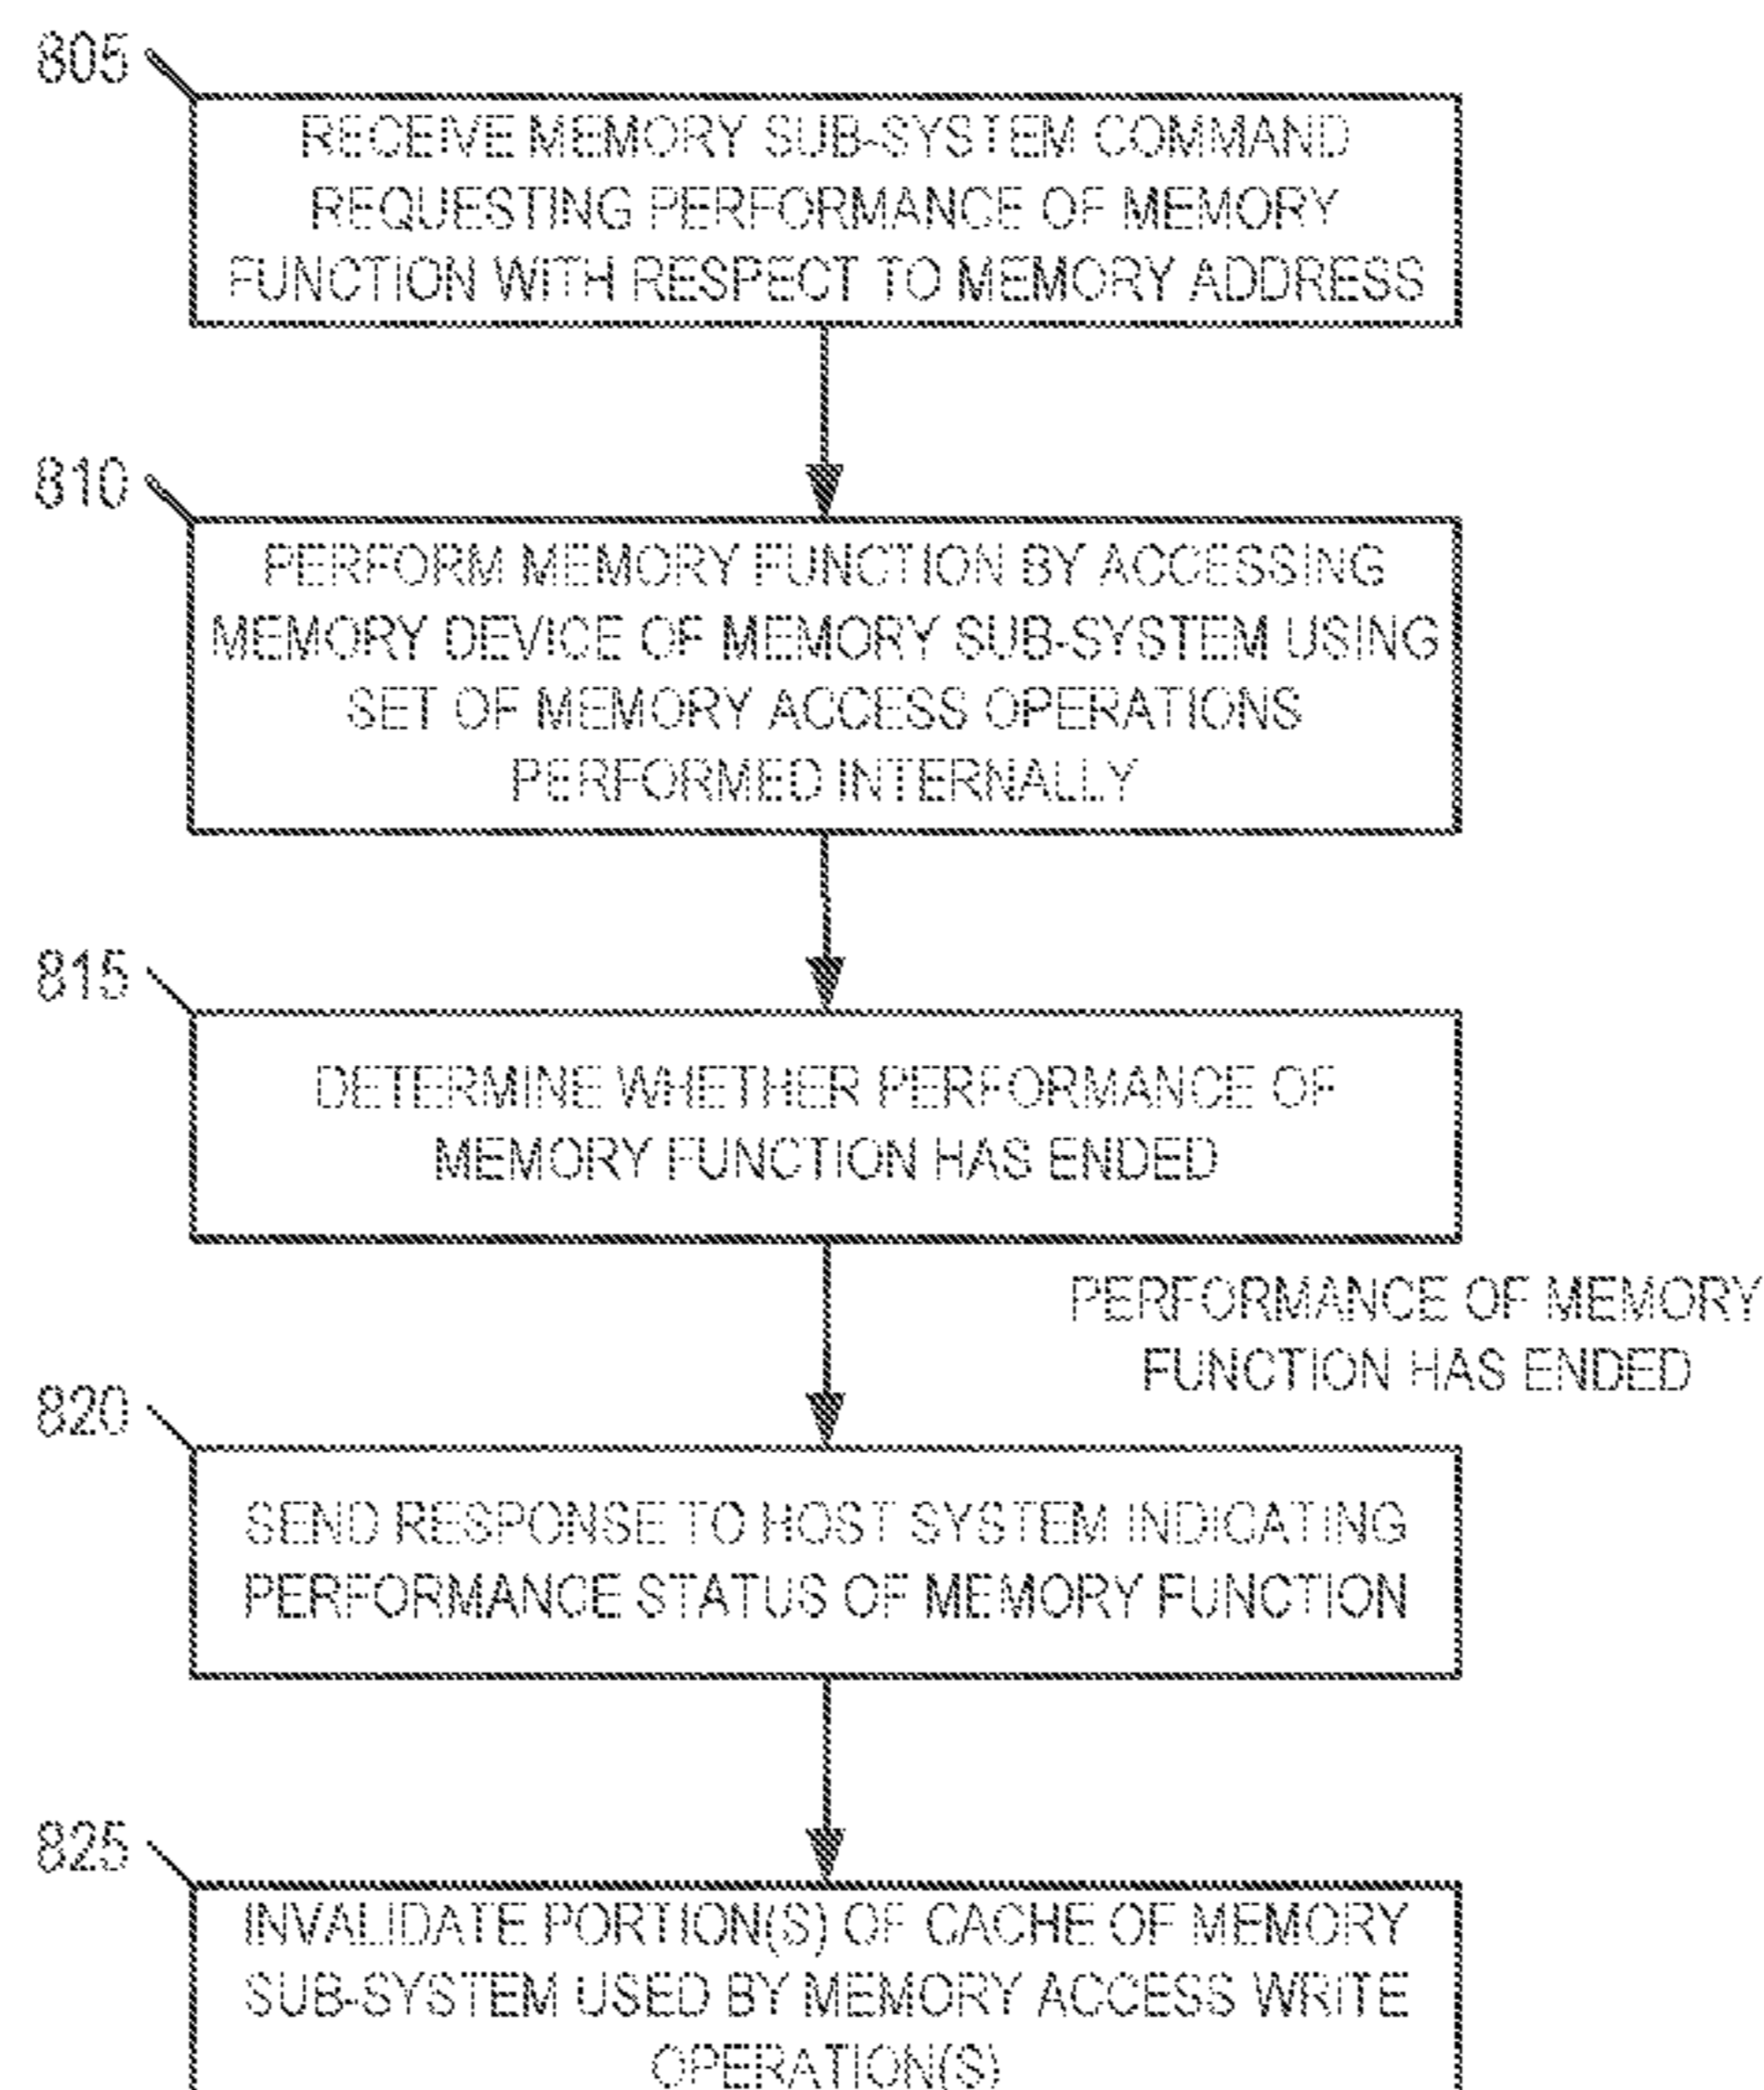 805
RECEIVE MEMORY SUB-SYSTEM COMMAND
REQUESTING PERFORMANCE OF MEMORY
FUNCTION WITH RESPECT TO MEMORY ADDRESS
810
PERFORM MEMORY FUNCTION BY ACCESSING
MEMORY DEVICE OF MEMORY SUB-SYSTEM USING
SET OF MEMORY ACCESS OPERATIONS
PERFORMED INTERNALLY
815
DETERMINE WHETHER PERFORMANCE OF
MEMORY FUNCTION HAS ENDED
PERFORMANCE OF MEMORY
FUNCTION HAS ENDED
820
SEND RESPONSE TO HOST SYSTEM INDICATING
PERFORMANCE STATUS OF MEMORY FUNCTION
825
INVALIDATE PORTION(S) OF CACHE OF MEMORY
SUB-SYSTEM USED BY MEMORY ACCESS WRITE
OPERATION(S)